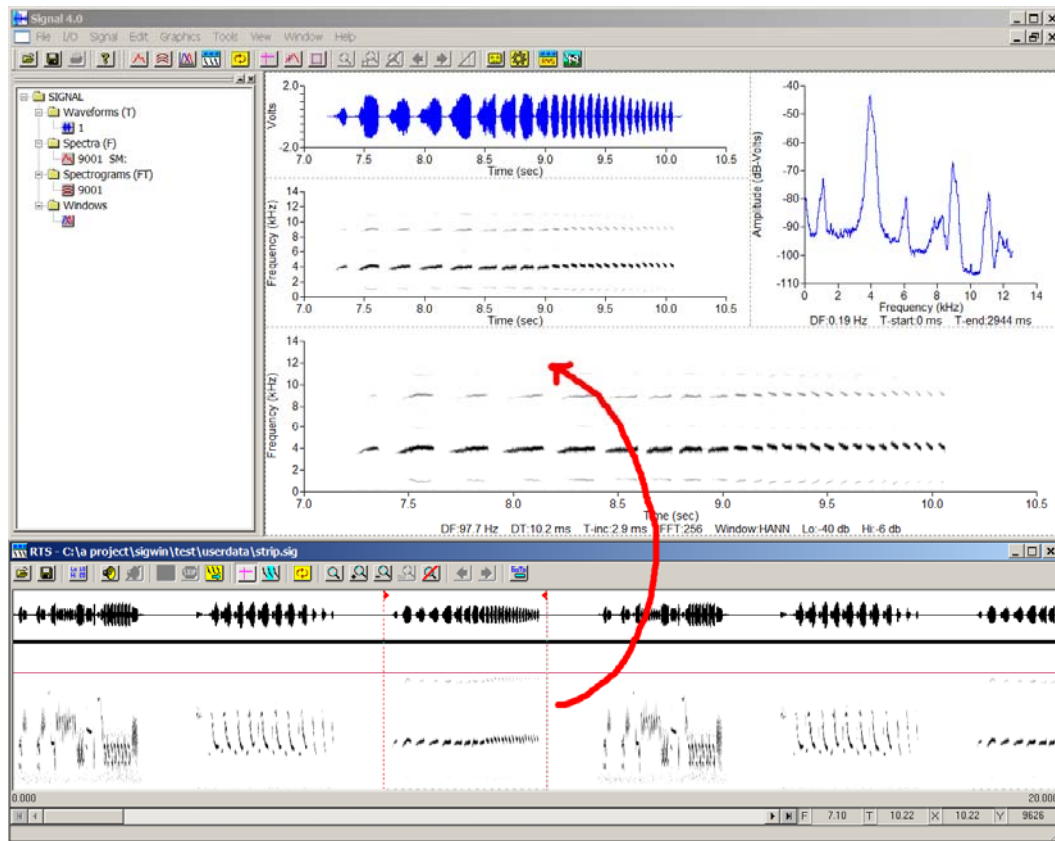 Signal 4.0
File I/O Signal Edit Graphics Tools View Window Help
SIGNAL
Waveforms (T)
1
Spectra (F)
9001 SM:
Spectrograms (FT)
9001
Windows
Volts
2.0
-2.0
7.0 7.5 8.0 8.5 9.0 9.5 10.0 10.5
Time (sec)
Frequency (kHz)
14
12
10
8
6
4
2
0
7.0 7.5 8.0 8.5 9.0 9.5 10.0 10.5
Time (sec)
Amplitude (dB-Volts)
-40
-50
-60
-70
-80
-90
-100
-110
0 2 4 6 8 10 12 14
Frequency (kHz)
DF:0.19 Hz T-start:0 ms T-end:2944 ms
Frequency (kHz)
14
12
10
8
6
4
2
0
7.0 7.5 8.0 8.5 9.0 9.5 10.0 10.5
Time (sec)
DF:97.7 Hz DT:10.2 ms T-inc:2.9 ms FFT:256 Window:HANN Lo:-40 db Hi:-6 db
RTS - C:\a project\sigwin\test\userdata\strip.sig
0.000 20.000
F 7.10 T 10.22 X 10.22 Y 9626